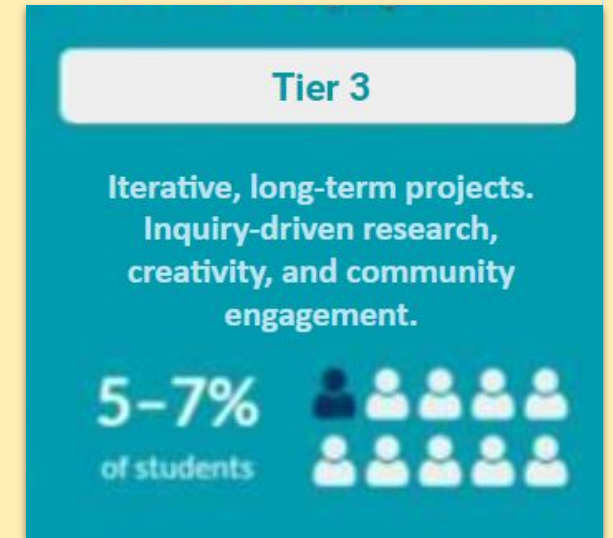 Tier 3
Iterative, long-term projects.
Inquiry-driven research,
creativity, and community
engagement.
5–7%
of students